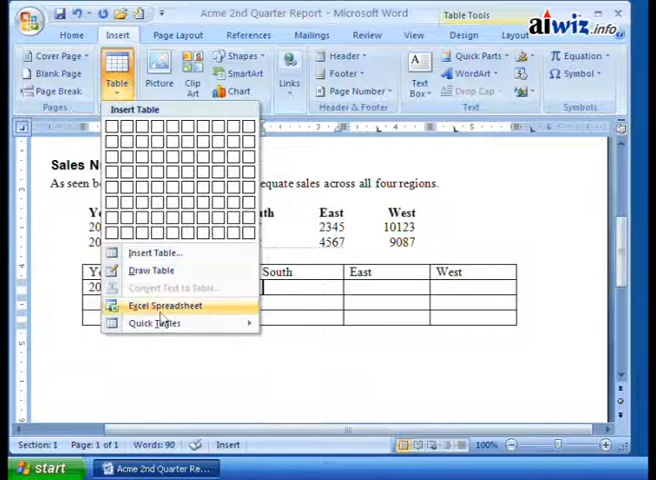 Acme 2nd Quarter Report - Microsoft Word
Table Tools
aiwiz.info
Home Insert Page Layout References Mailings Review View Design Layout
Cover Page
Blank Page
Page Break
Pages
Table
Picture
Clip Art
Shapes
SmartArt
Chart
Links
Header
Footer
Page Number
Header & Footer
Text Box
Quick Parts
WordArt
Drop Cap
Text
Equation
Symbol
Symbols
Insert Table
Insert Table...
Draw Table
Convert Text to Table...
Excel Spreadsheet
Quick Tables
Sales N
As seen b equate sales across all four regions.
Ye uth East West
20 2345 10123
20 4567 9087
Y South East West
20
Section: 1 Page: 1 of 1 Words: 90 Insert 100%
start Acme 2nd Quarter Re...